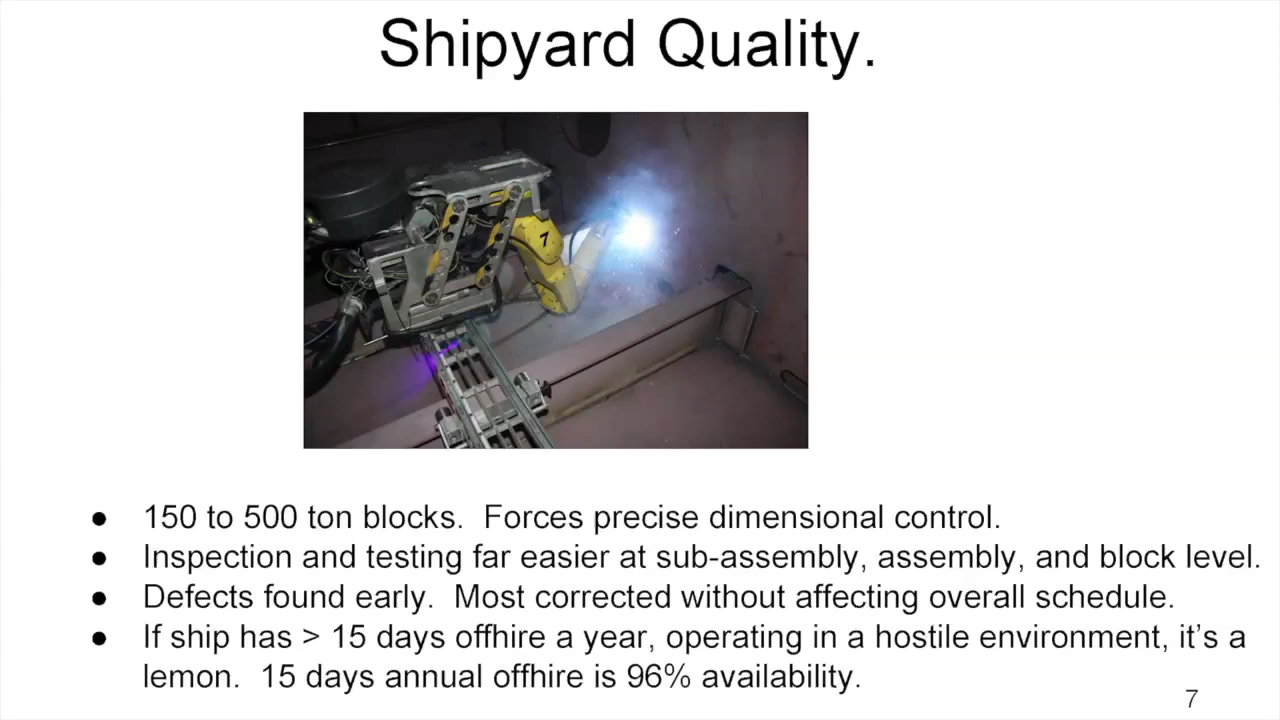 Shipyard Quality.
7
● 150 to 500 ton blocks.  Forces precise dimensional control.
● Inspection and testing far easier at sub-assembly, assembly, and block level.
● Defects found early.  Most corrected without affecting overall schedule.
● If ship has > 15 days offhire a year, operating in a hostile environment, it’s a
lemon.  15 days annual offhire is 96% availability.
7